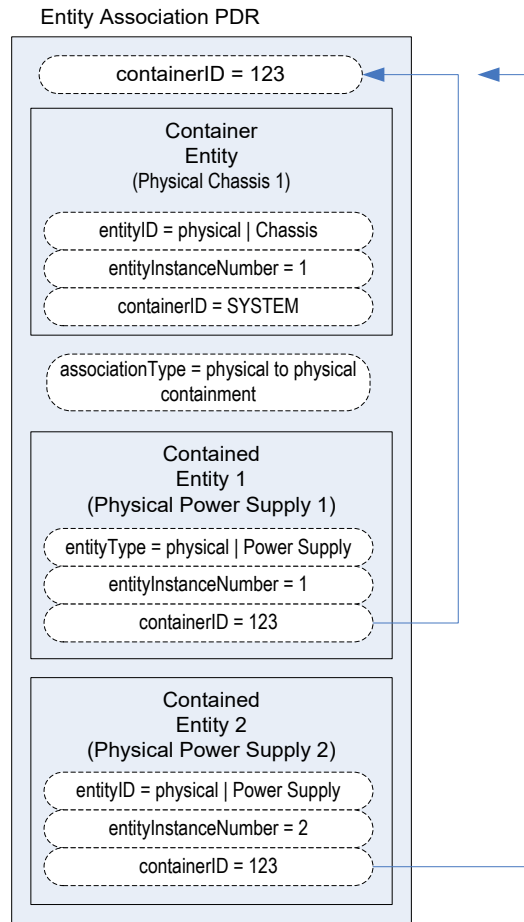 Entity Association PDR
containerID = 123
Container
Entity
(Physical Chassis 1)
entityID = physical | Chassis
entityInstanceNumber = 1
containerID = SYSTEM
associationType = physical to physical
containment
Contained
Entity 1
(Physical Power Supply 1)
entityType = physical | Power Supply
entityInstanceNumber = 1
containerID = 123
Contained
Entity 2
(Physical Power Supply 2)
entityID = physical | Power Supply
entityInstanceNumber = 2
containerID = 123